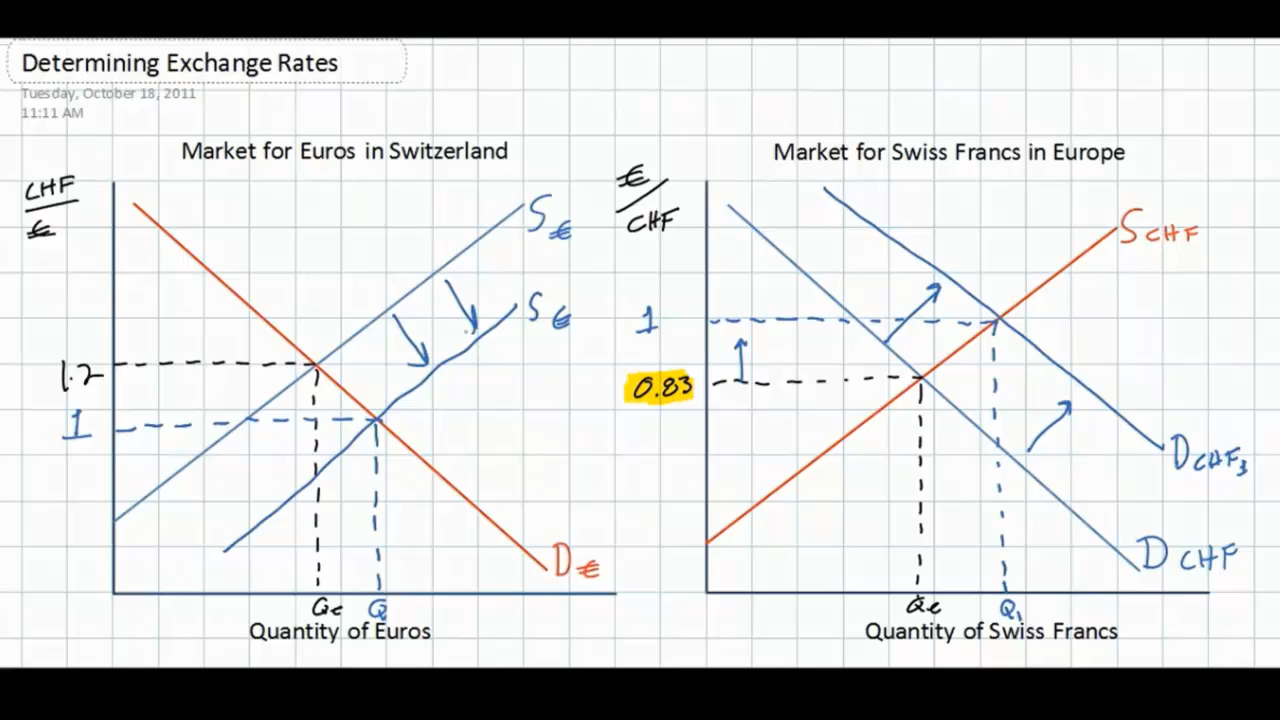 Determining Exchange Rates
Tuesday, October 18, 2011
11:11 AM
Market for Euros in Switzerland
CHF
€
S€
S€
1.2
1
D€
Qe
Q
Quantity of Euros
Market for Swiss Francs in Europe
€
CHF
SCHF
1
0.83
DCHF3
DCHF
Qe
Q1
Quantity of Swiss Francs